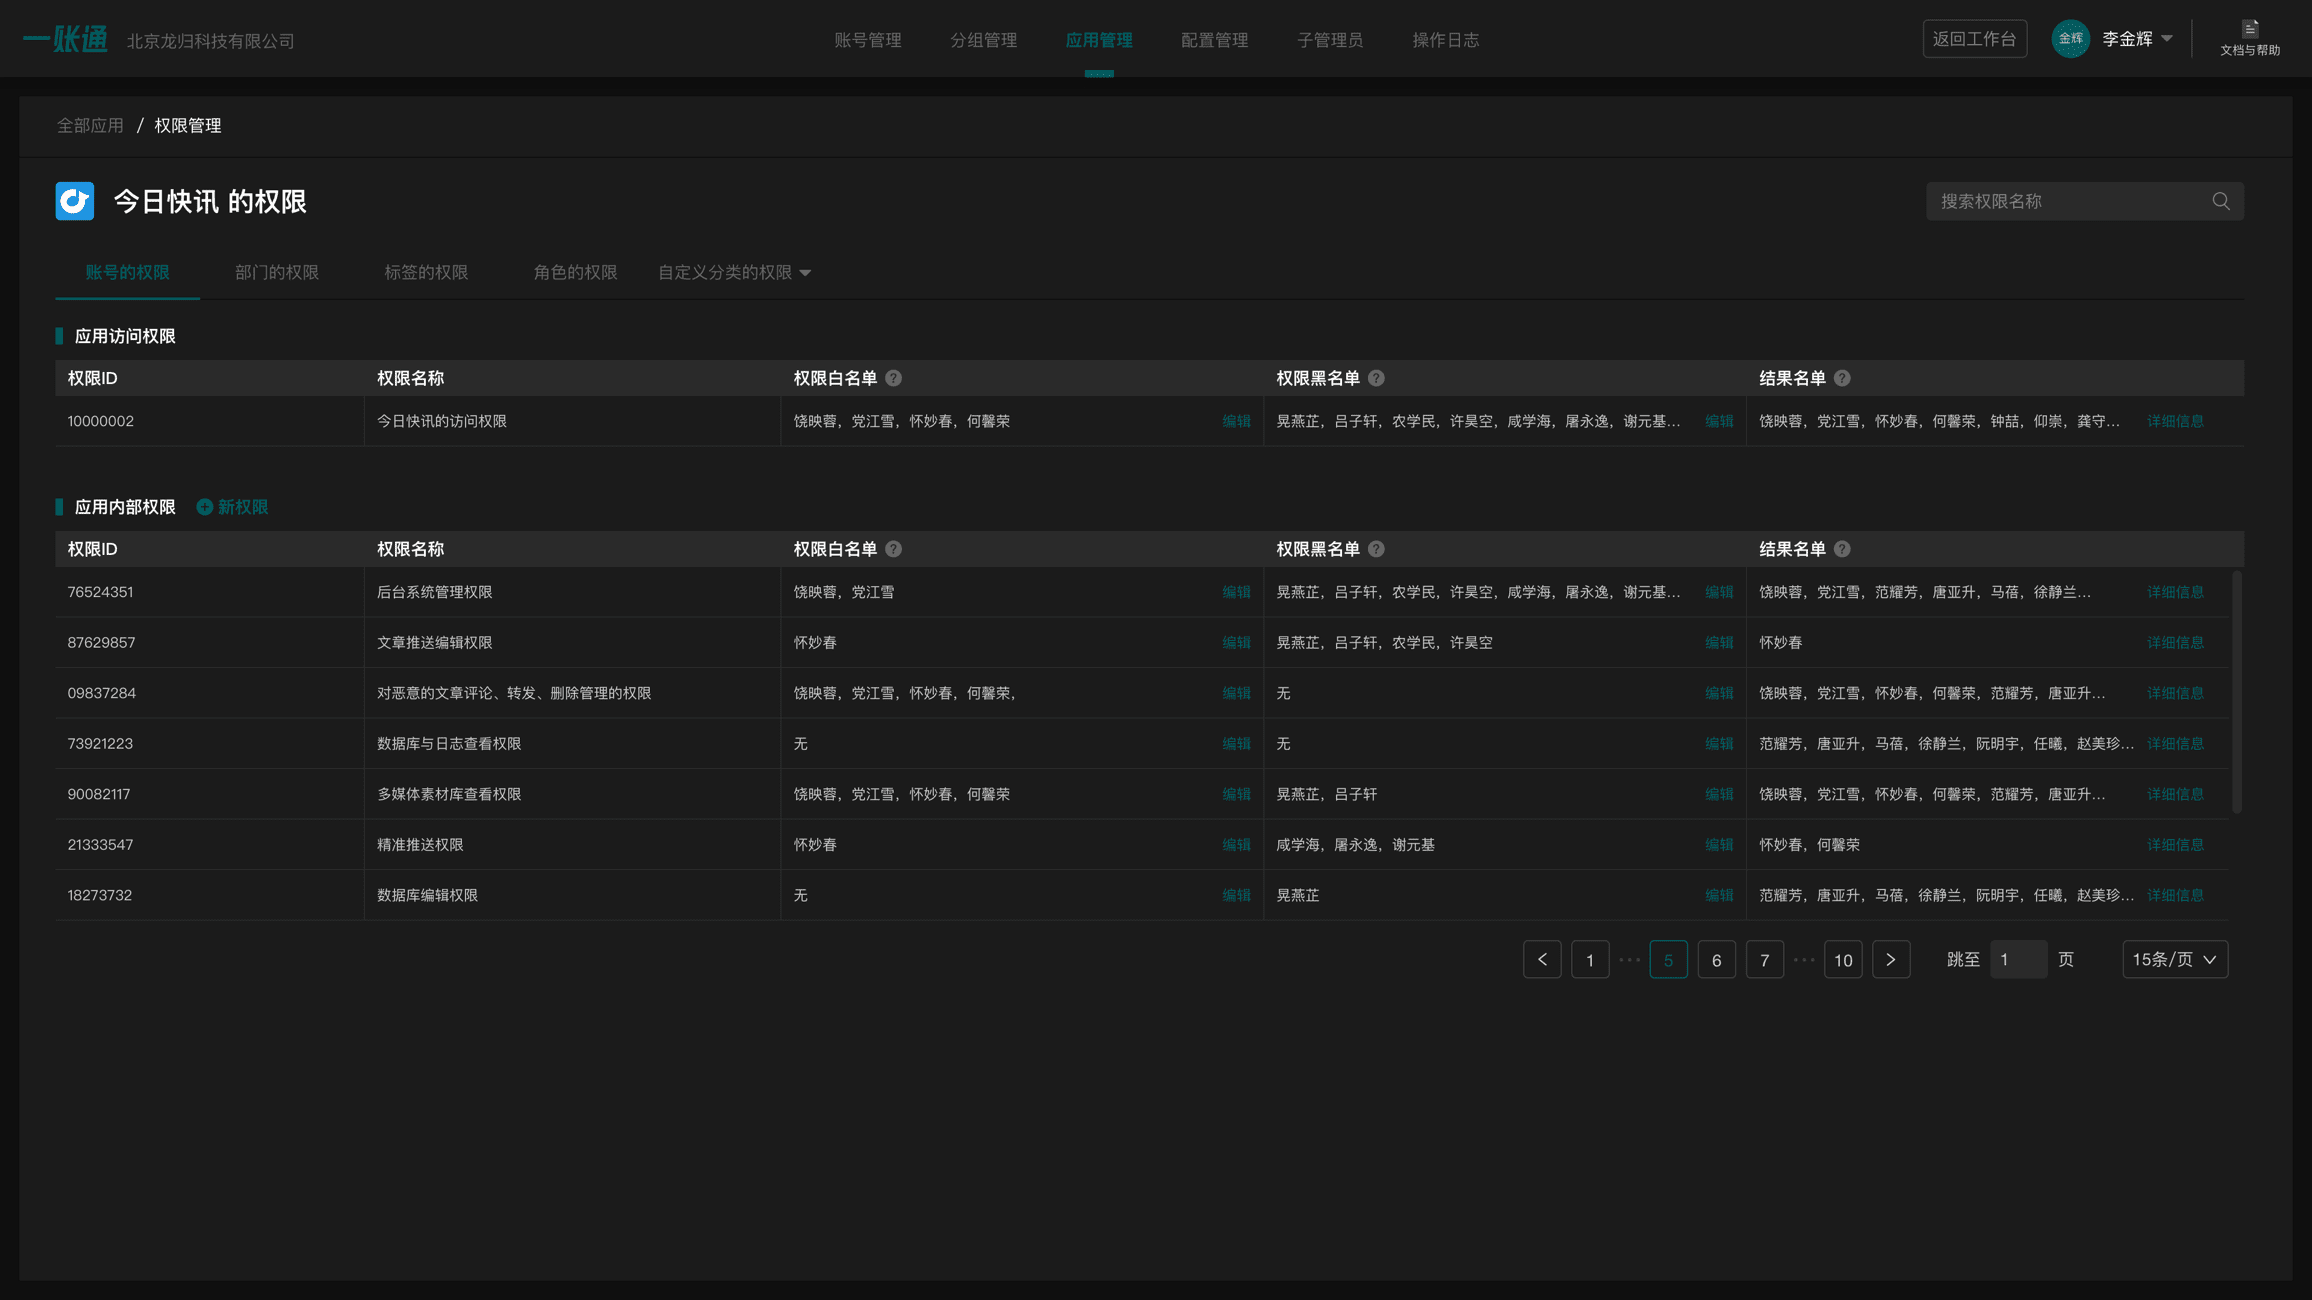 一账通 北京龙归科技有限公司 账号管理 分组管理 应用管理 配置管理 子管理员 操作日志 返回工作台 金辉 李金辉 文档与帮助
全部应用 / 权限管理
今日快讯 的权限 搜索权限名称
账号的权限 部门的权限 标签的权限 角色的权限 自定义分类的权限
应用访问权限
权限ID 权限名称 权限白名单 ? 权限黑名单 ? 结果名单 ?
10000002 今日快讯的访问权限 饶映蓉，党江雪，怀妙春，何馨荣 编辑 晃燕芷，吕子轩，农学民，许昊空，咸学海，屠永逸，谢元基... 编辑 饶映蓉，党江雪，怀妙春，何馨荣，钟喆，仰崇，龚守... 详细信息
应用内部权限 新权限
权限ID 权限名称 权限白名单 ? 权限黑名单 ? 结果名单 ?
76524351 后台系统管理权限 饶映蓉，党江雪 编辑 晃燕芷，吕子轩，农学民，许昊空，咸学海，屠永逸，谢元基... 编辑 饶映蓉，党江雪，范耀芳，唐亚升，马蓓，徐静兰... 详细信息
87629857 文章推送编辑权限 怀妙春 编辑 晃燕芷，吕子轩，农学民，许昊空 编辑 怀妙春 详细信息
09837284 对恶意的文章评论、转发、删除管理的权限 饶映蓉，党江雪，怀妙春，何馨荣， 编辑 无 编辑 饶映蓉，党江雪，怀妙春，何馨荣，范耀芳，唐亚升... 详细信息
73921223 数据库与日志查看权限 无 编辑 无 编辑 范耀芳，唐亚升，马蓓，徐静兰，阮明宇，任曦，赵美珍... 详细信息
90082117 多媒体素材库查看权限 饶映蓉，党江雪，怀妙春，何馨荣 编辑 晃燕芷，吕子轩 编辑 饶映蓉，党江雪，怀妙春，何馨荣，范耀芳，唐亚升... 详细信息
21333547 精准推送权限 怀妙春 编辑 咸学海，屠永逸，谢元基 编辑 怀妙春，何馨荣 详细信息
18273732 数据库编辑权限 无 编辑 晃燕芷 编辑 范耀芳，唐亚升，马蓓，徐静兰，阮明宇，任曦，赵美珍... 详细信息
< 1 ··· 5 6 7 ··· 10 > 跳至 1 页 15条/页